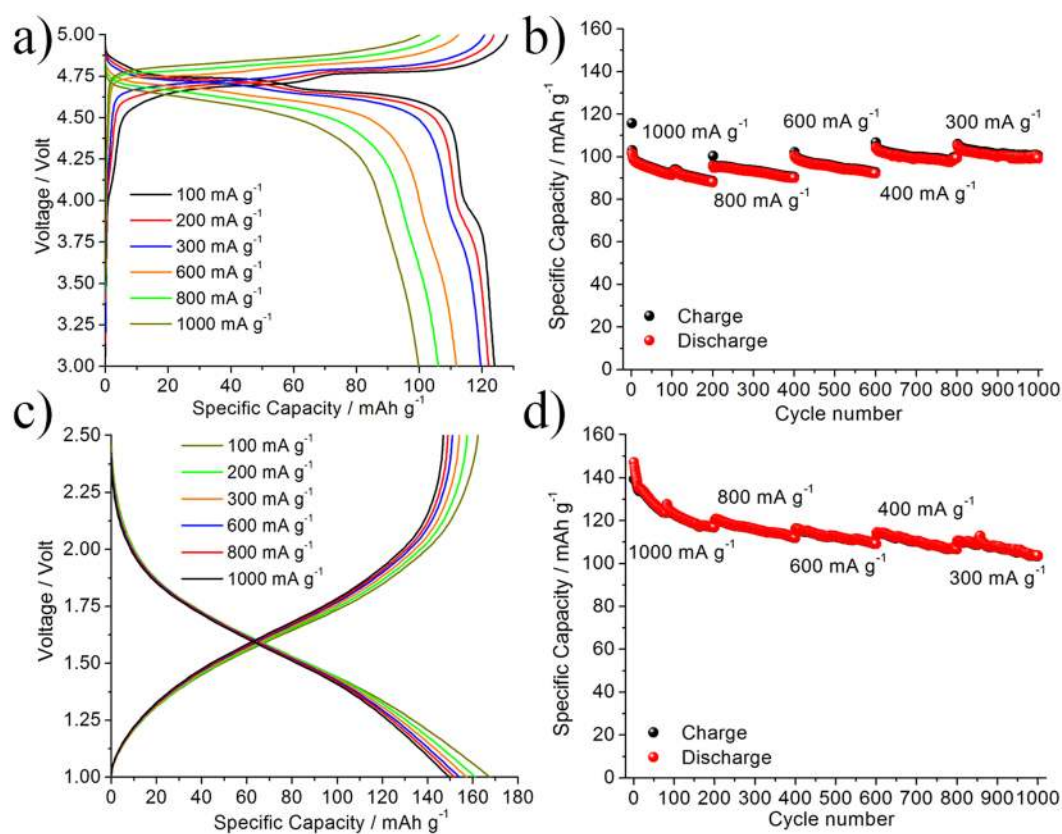 a)
5.00
4.75
4.50
4.25
4.00
3.75
3.50
3.25
3.00
Voltage / Volt
100 mA g⁻¹
200 mA g⁻¹
300 mA g⁻¹
600 mA g⁻¹
800 mA g⁻¹
1000 mA g⁻¹
0 20 40 60 80 100 120
Specific Capacity / mAh g⁻¹
b)
160
140
120
100
80
60
40
20
0
Specific Capacity / mAh g⁻¹
1000 mA g⁻¹
800 mA g⁻¹
600 mA g⁻¹
400 mA g⁻¹
300 mA g⁻¹
Charge
Discharge
0 100 200 300 400 500 600 700 800 900 1000
Cycle number
c)
2.50
2.25
2.00
1.75
1.50
1.25
1.00
Voltage / Volt
100 mA g⁻¹
200 mA g⁻¹
300 mA g⁻¹
600 mA g⁻¹
800 mA g⁻¹
1000 mA g⁻¹
0 20 40 60 80 100 120 140 160 180
Specific Capacity / mAh g⁻¹
d)
160
140
120
100
80
60
40
20
0
Specific Capacity / mAh g⁻¹
1000 mA g⁻¹
800 mA g⁻¹
600 mA g⁻¹
400 mA g⁻¹
300 mA g⁻¹
Charge
Discharge
0 100 200 300 400 500 600 700 800 900 1000
Cycle number